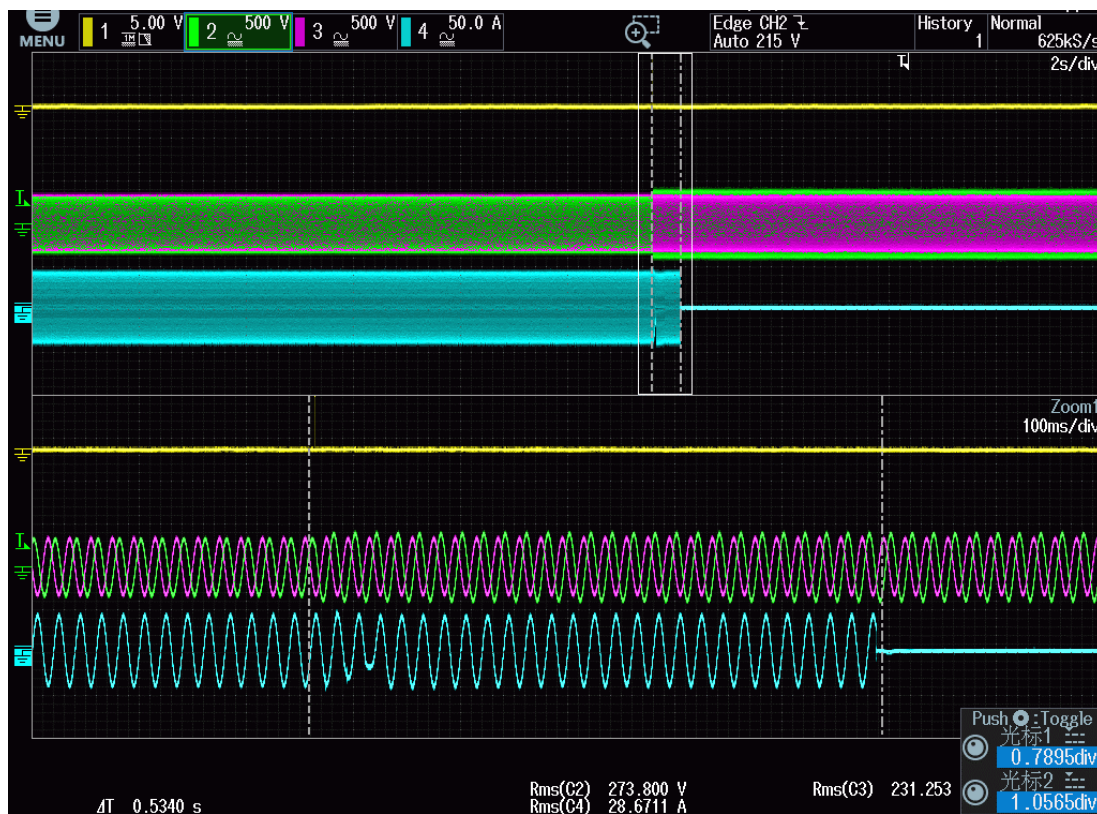 MENU
1 5.00 V
1M
2 500 V
3 500 V
4 50.0 A
Edge CH2
Auto 215 V
History
1
Normal
625kS/s
2s/div
T
T
Zoom1
100ms/div
T
Push :Toggle
光标1
0.7895div
光标2
1.0565div
Rms(C2) 273.800 V
Rms(C3) 231.253
Rms(C4) 28.6711 A
ΔT 0.5340 s